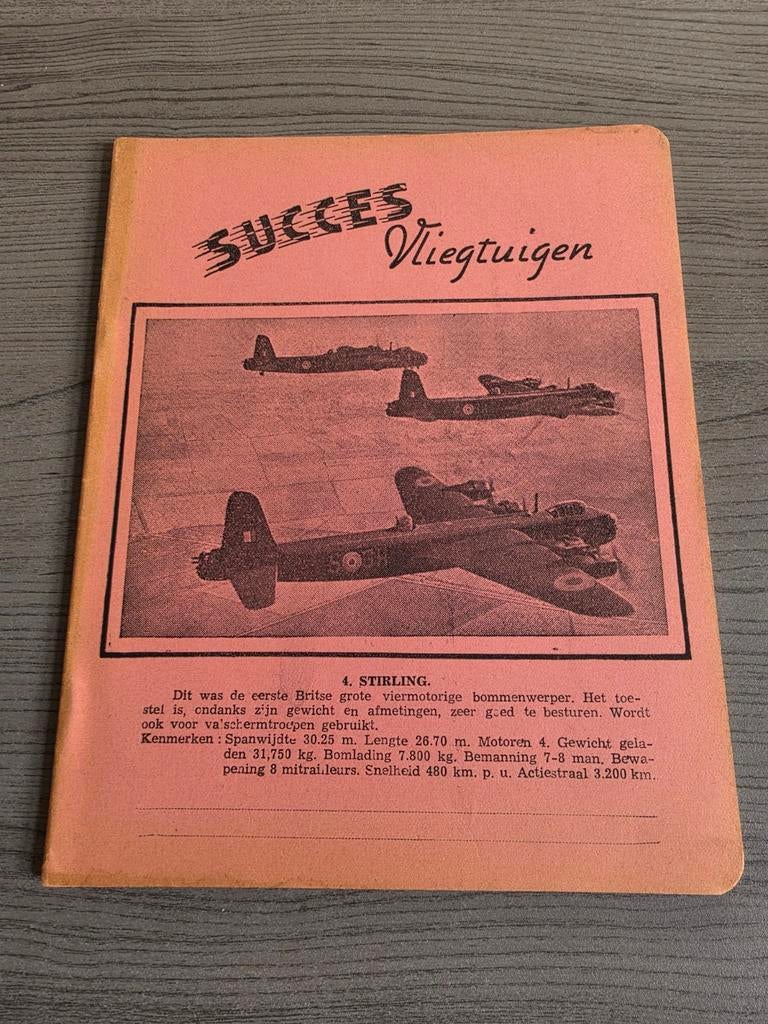 SUCCES
Vliegtuigen
4. STIRLING.
Dit was de eerste Britse grote viermotorige bommenwerper. Het toe-
stel is, ondanks zijn gewicht en afmetingen, zeer goed te besturen. Wordt
ook voor valschermtroepen gebruikt.
Kenmerken : Spanwijdte 30.25 m. Lengte 26.70 m. Motoren 4. Gewicht gela-
den 31,750 kg. Bomlading 7.800 kg. Bemanning 7-8 man. Bewa-
pening 8 mitrailleurs. Snelheid 480 km. p. u. Actiestraal 3.200 km.